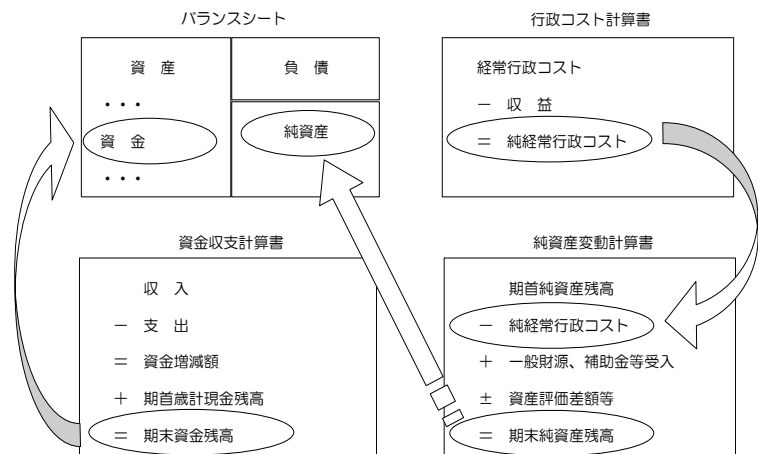 バランスシート
資 産
・・・
資 金
・・・
負 債
純資産
行政コスト計算書
経常行政コスト
－ 収 益
＝ 純経常行政コスト
資金収支計算書
収 入
－ 支 出
＝ 資金増減額
＋ 期首歳計現金残高
＝ 期末資金残高
純資産変動計算書
期首純資産残高
－ 純経常行政コスト
＋ 一般財源、補助金等受入
± 資産評価差額等
＝ 期末純資産残高